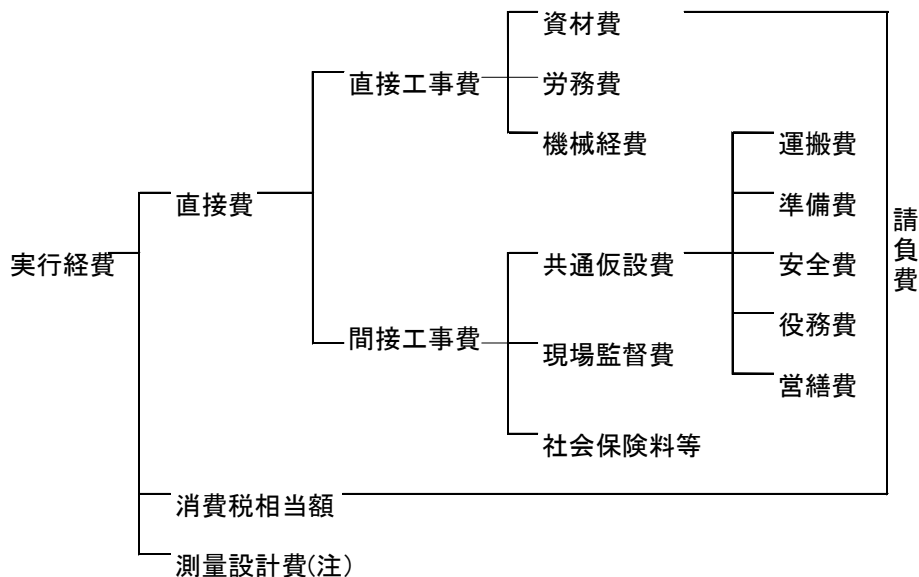 資材費
直接工事費
労務費
機械経費
運搬費
直接費
準備費
請負費
実行経費
共通仮設費
安全費
役務費
間接工事費
現場監督費
営繕費
社会保険料等
消費税相当額
測量設計費(注)